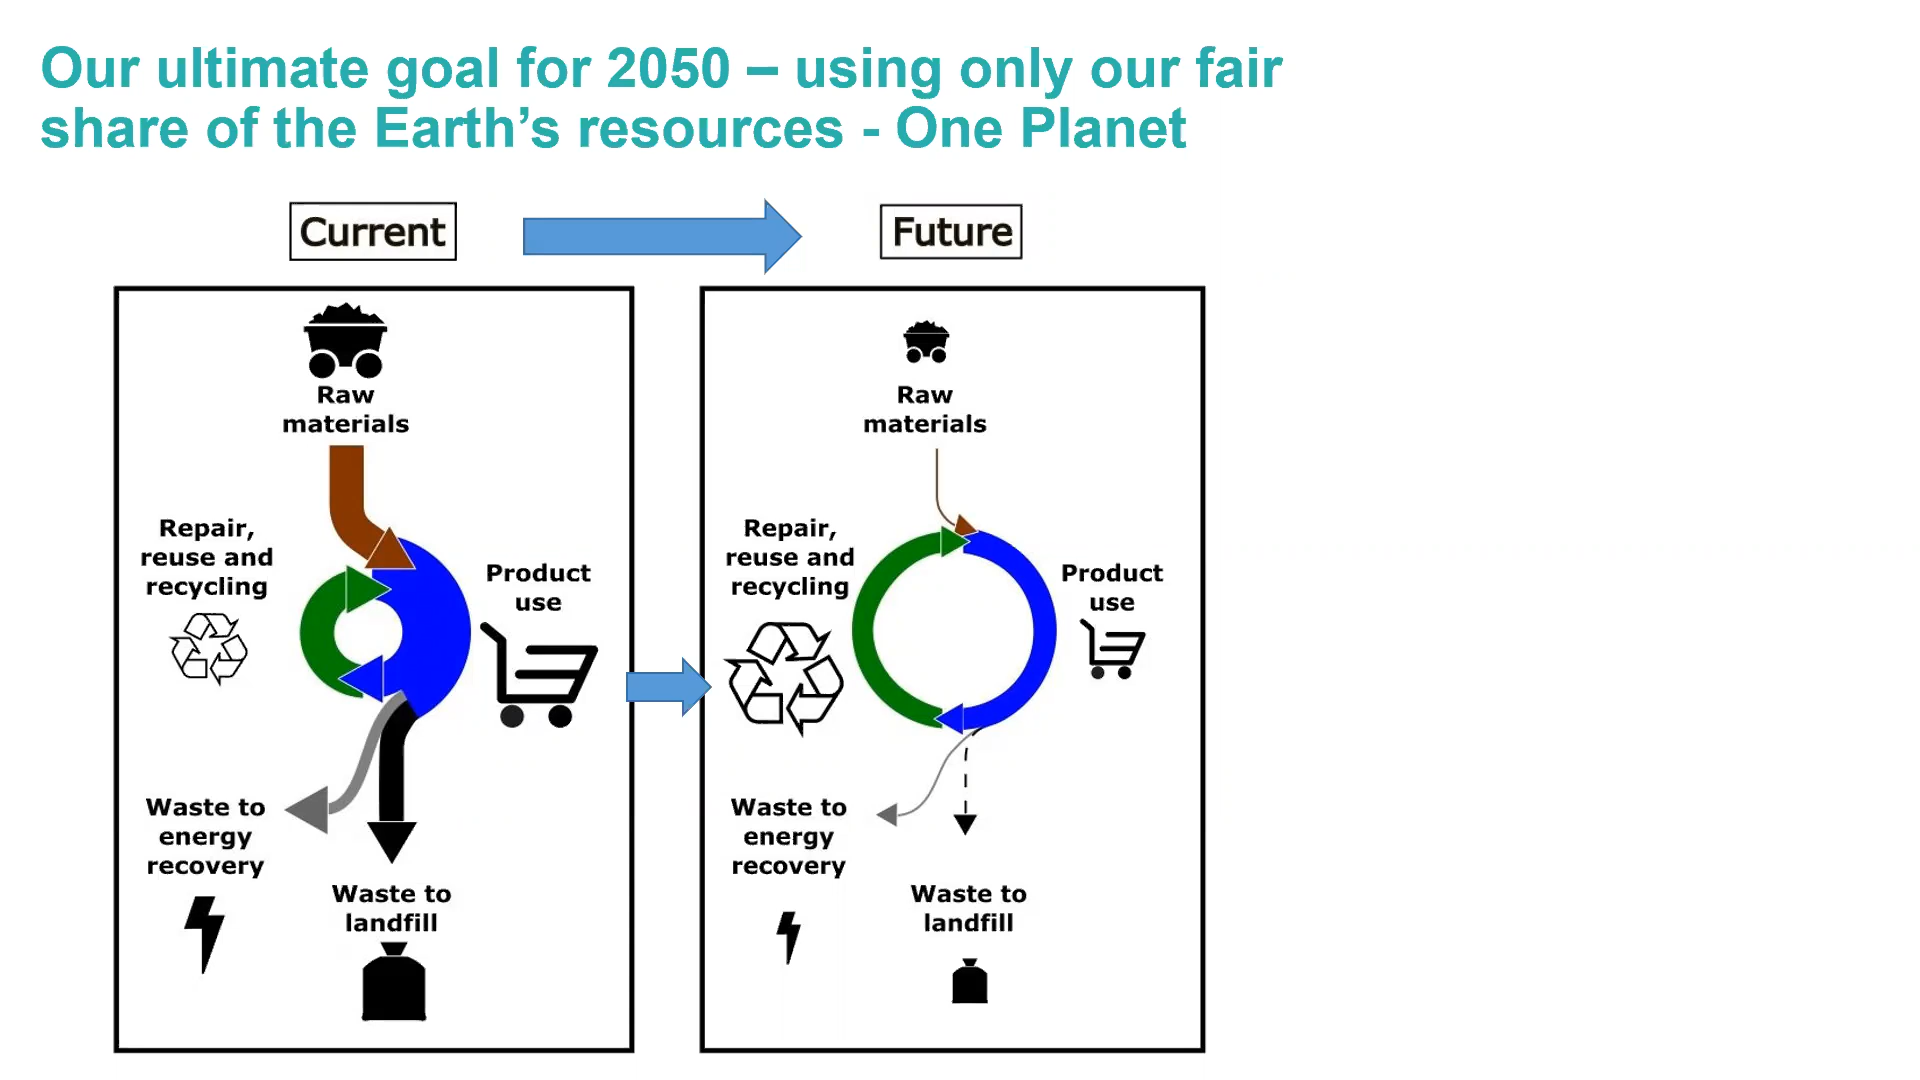 Our ultimate goal for 2050 – using only our fair
share of the Earth’s resources - One Planet
Current
Future
Raw
materials
Repair,
reuse and
recycling
Product
use
Waste to
energy
recovery
Waste to
landfill
Raw
materials
Repair,
reuse and
recycling
Product
use
Waste to
energy
recovery
Waste to
landfill